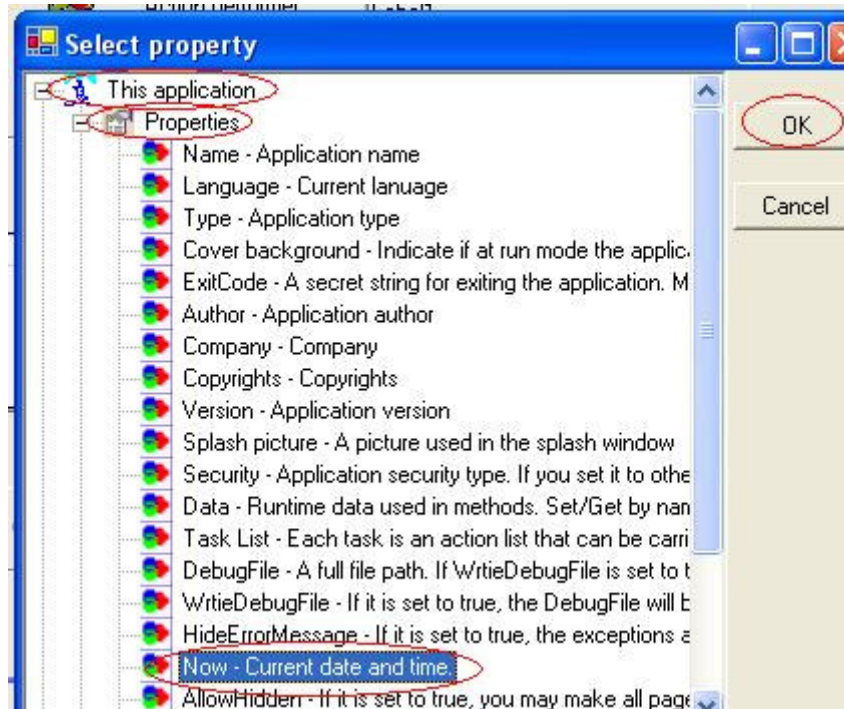 Action performer
Select property
This application
Properties
OK
Name - Application name
Language - Current lanuage
Cancel
Type - Application type
Cover background - Indicate if at run mode the applic
ExitCode - A secret string for exiting the application. M
Author - Application author
Company - Company
Copyrights - Copyrights
Version - Application version
Splash picture - A picture used in the splash window
Security - Application security type. If you set it to othe
Data - Runtime data used in methods. Set/Get by nam
Task List - Each task is an action list that can be carri
DebugFile - A full file path. If WrtieDebugFile is set to t
WrtieDebugFile - If it is set to true, the DebugFile will b
HideErrorMessage - If it is set to true, the exceptions a
Now - Current date and time.
AllowHidden - If it is set to true, you may make all page